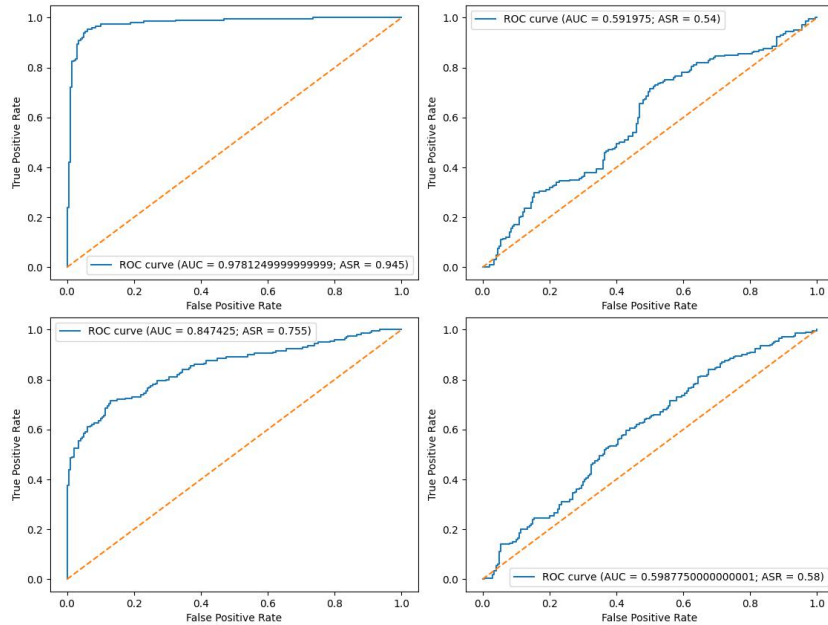 1.0
0.8
0.6
0.4
0.2
0.0
True Positive Rate
ROC curve (AUC = 0.9781249999999999; ASR = 0.945)
0.0 0.2 0.4 0.6 0.8 1.0
False Positive Rate
ROC curve (AUC = 0.591975; ASR = 0.54)
1.0
0.8
0.6
0.4
0.2
0.0
True Positive Rate
0.0 0.2 0.4 0.6 0.8 1.0
False Positive Rate
ROC curve (AUC = 0.847425; ASR = 0.755)
1.0
0.8
0.6
0.4
0.2
0.0
True Positive Rate
0.0 0.2 0.4 0.6 0.8 1.0
False Positive Rate
1.0
0.8
0.6
0.4
0.2
0.0
True Positive Rate
ROC curve (AUC = 0.5987750000000001; ASR = 0.58)
0.0 0.2 0.4 0.6 0.8 1.0
False Positive Rate